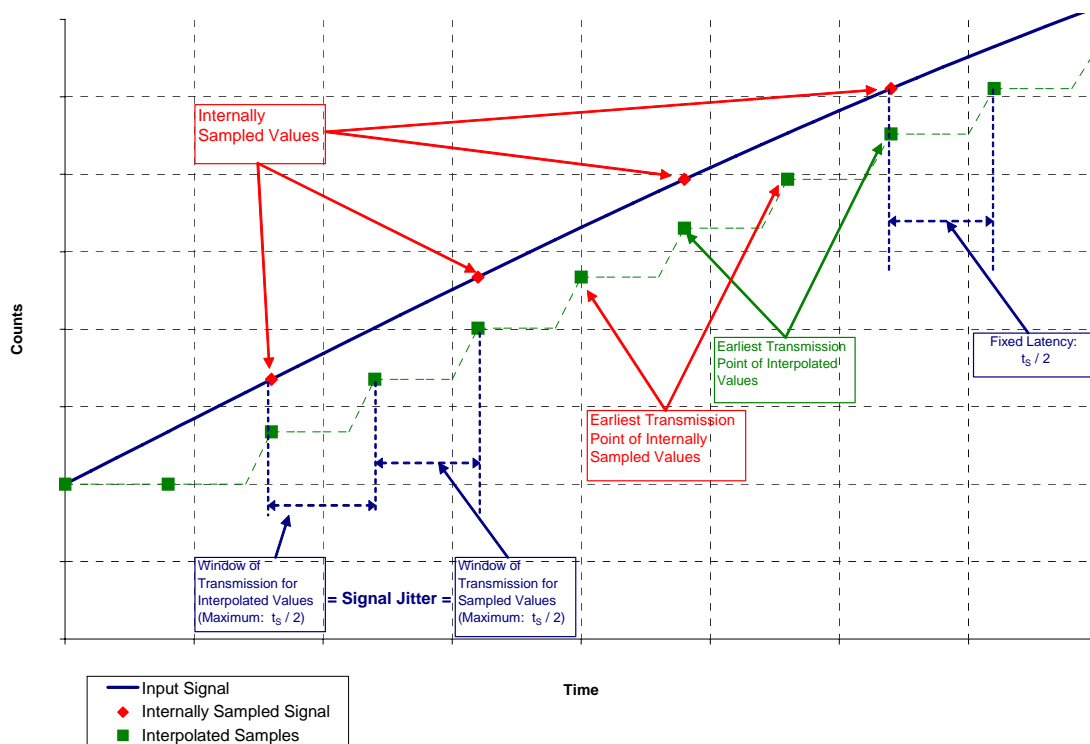 Internally
Sampled Values
Counts
Earliest Transmission
Point of Interpolated
Values
Fixed Latency:
tS / 2
Earliest Transmission
Point of Internally
Sampled Values
Window of
Transmission for
Interpolated Values
(Maximum: tS / 2)
= Signal Jitter =
Window of
Transmission for
Sampled Values
(Maximum: tS / 2)
Time
Input Signal
Internally Sampled Signal
Interpolated Samples